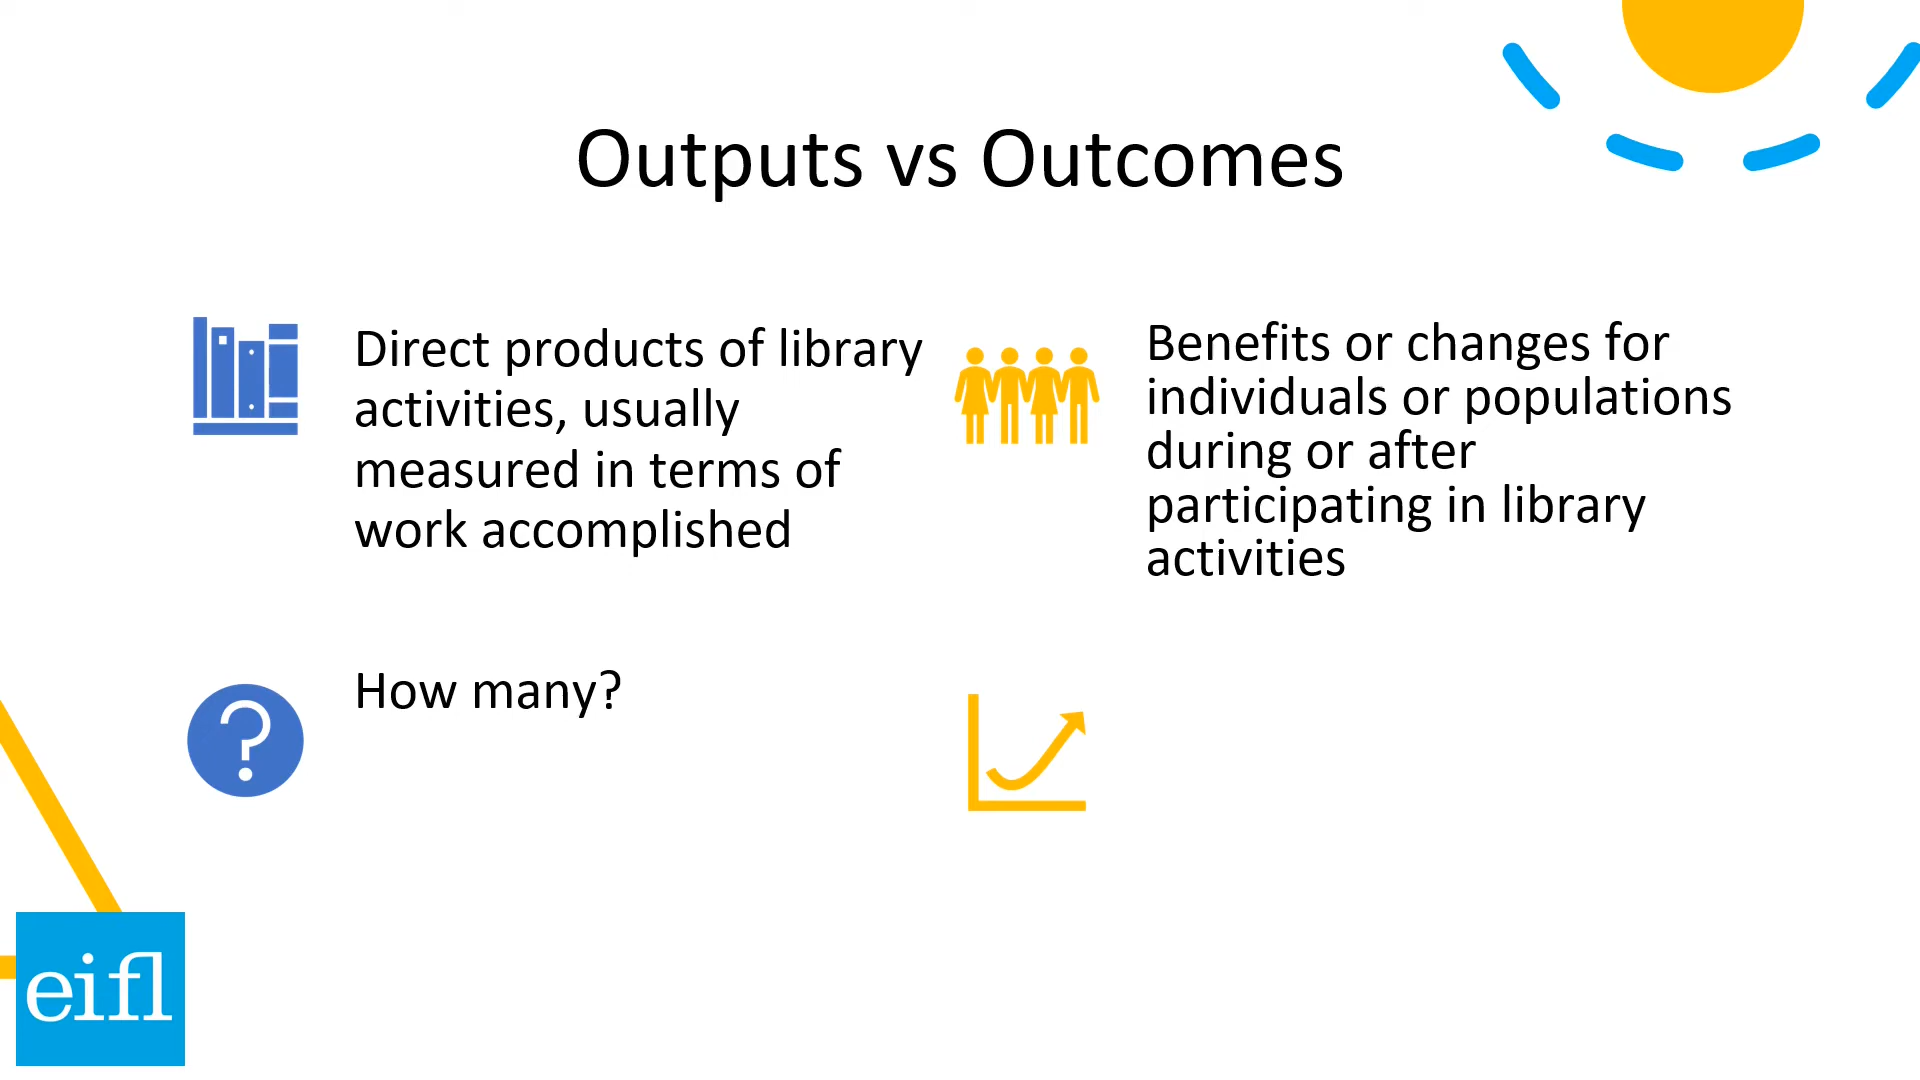 Outputs vs Outcomes
Direct products of library
activities, usually
measured in terms of
work accomplished
Benefits or changes for
individuals or populations
during or after
participating in library
activities
How many?
eifl